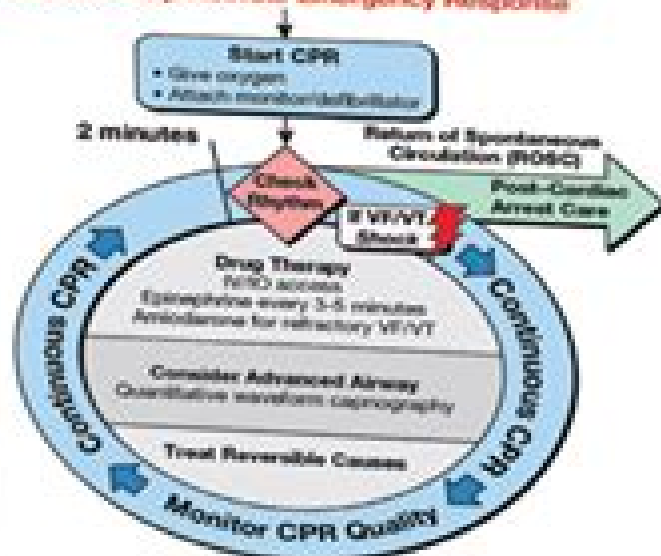 Emergency Response
Start CPR
• Give oxygen
• Attach monitor/defibrillator
2 minutes
Return of Spontaneous
Circulation (ROSC)
Check
Rhythm
Post-Cardiac
Arrest Care
If VF/VT
Shock
Drug Therapy
IV/IO access
Epinephrine every 3-5 minutes
Amiodarone for refractory VF/VT
Consider Advanced Airway
Quantitative waveform capnography
Treat Reversible Causes
Continuous CPR
Continuous CPR
Monitor CPR Quality